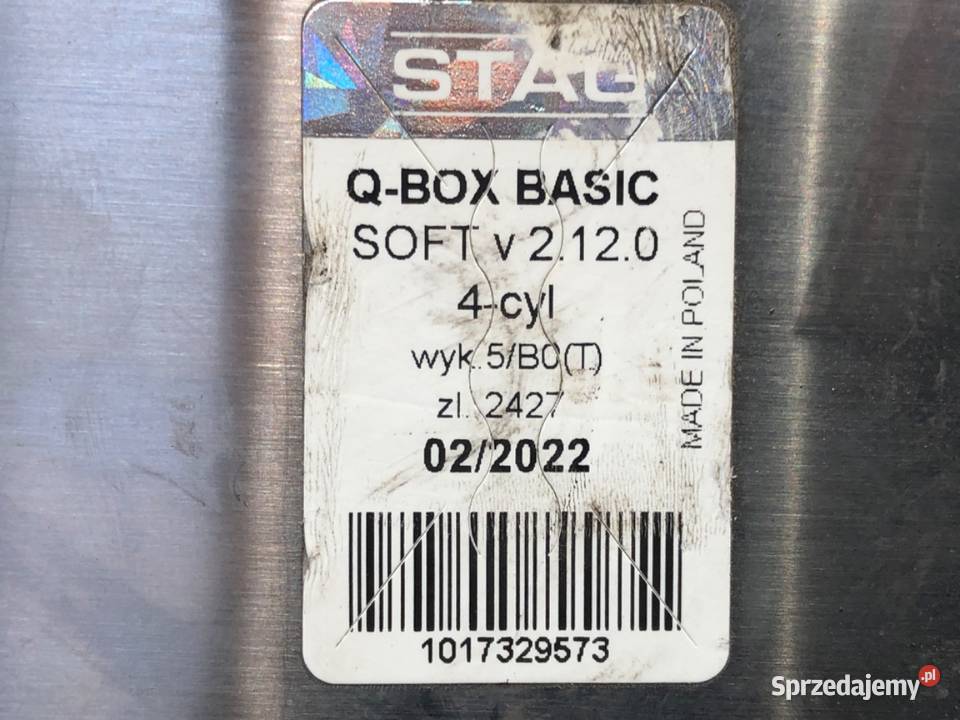 STAG
Q-BOX BASIC
SOFT v 2.12.0
4-cyl
wyk. 5/B0(T)
zl. 2427
02/2022
MADE IN POLAND
1017329573
Sprzedajemy.pl